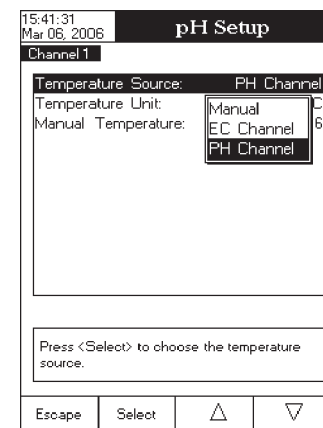 15:41:31
Mar 06, 2006
pH Setup
Channel 1
Temperature Source: PH Channel
Temperature Unit: C
Manual Temperature: 6
Manual
EC Channel
PH Channel
Press <Select> to choose the temperature
source.
Escape Select △ ▽